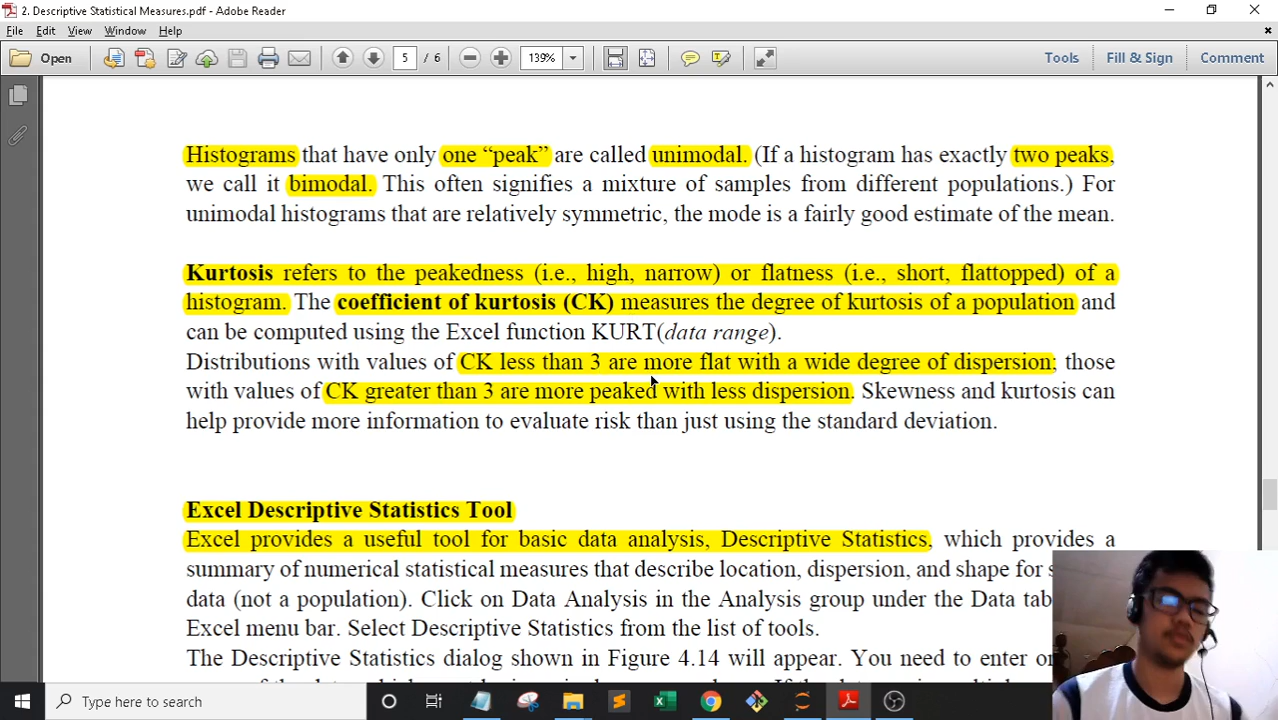 2. Descriptive Statistical Measures.pdf - Adobe Reader
File Edit View Window Help
Open 5 / 6 139% Tools Fill & Sign Comment
Histograms that have only one “peak” are called unimodal. (If a histogram has exactly two peaks,
we call it bimodal. This often signifies a mixture of samples from different populations.) For
unimodal histograms that are relatively symmetric, the mode is a fairly good estimate of the mean.
Kurtosis refers to the peakedness (i.e., high, narrow) or flatness (i.e., short, flattopped) of a
histogram. The coefficient of kurtosis (CK) measures the degree of kurtosis of a population and
can be computed using the Excel function KURT(data range).
Distributions with values of CK less than 3 are more flat with a wide degree of dispersion; those
with values of CK greater than 3 are more peaked with less dispersion. Skewness and kurtosis can
help provide more information to evaluate risk than just using the standard deviation.
Excel Descriptive Statistics Tool
Excel provides a useful tool for basic data analysis, Descriptive Statistics, which provides a
summary of numerical statistical measures that describe location, dispersion, and shape for
data (not a population). Click on Data Analysis in the Analysis group under the Data
Excel menu bar. Select Descriptive Statistics from the list of tools.
The Descriptive Statistics dialog shown in Figure 4.14 will appear. You need to enter
Type here to search